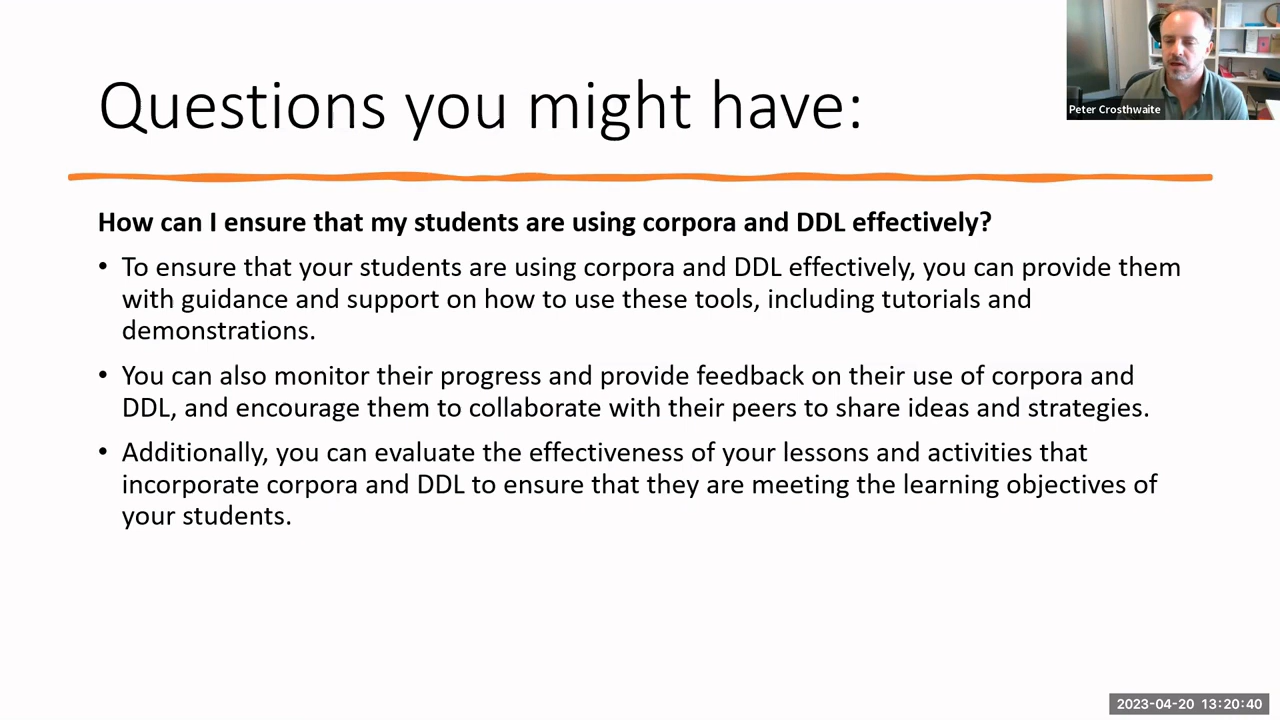 Questions you might have:
Peter Crosthwaite
How can I ensure that my students are using corpora and DDL effectively?
• To ensure that your students are using corpora and DDL effectively, you can provide them
with guidance and support on how to use these tools, including tutorials and
demonstrations.
• You can also monitor their progress and provide feedback on their use of corpora and
DDL, and encourage them to collaborate with their peers to share ideas and strategies.
• Additionally, you can evaluate the effectiveness of your lessons and activities that
incorporate corpora and DDL to ensure that they are meeting the learning objectives of
your students.
2023-04-20 13:20:40